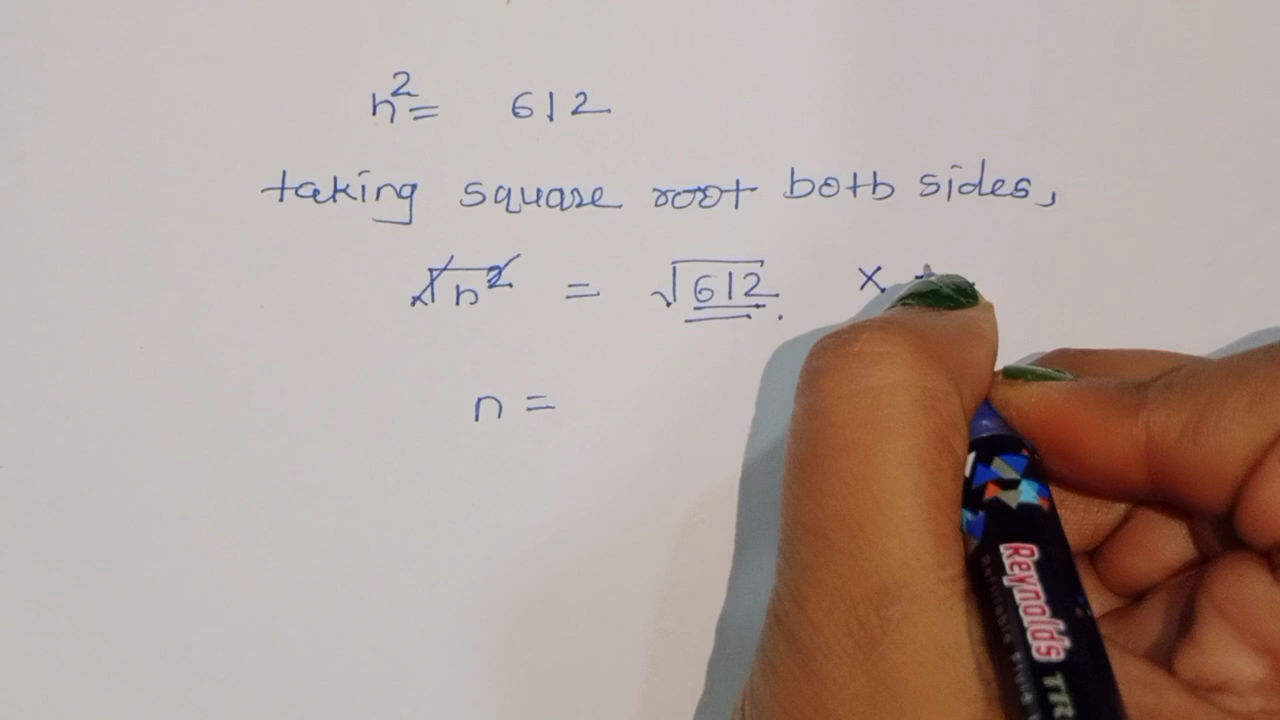 n²= 612
taking square root both sides,
√n² = √612. x
n =
Reynolds